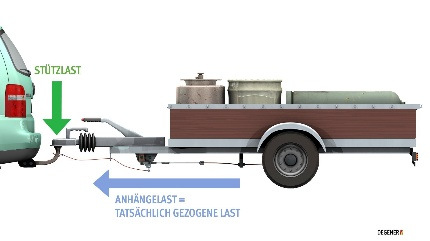 STÜTZLAST
ANHÄNGELAST =
TATSÄCHLICH GEZOGENE LAST
DEGENER